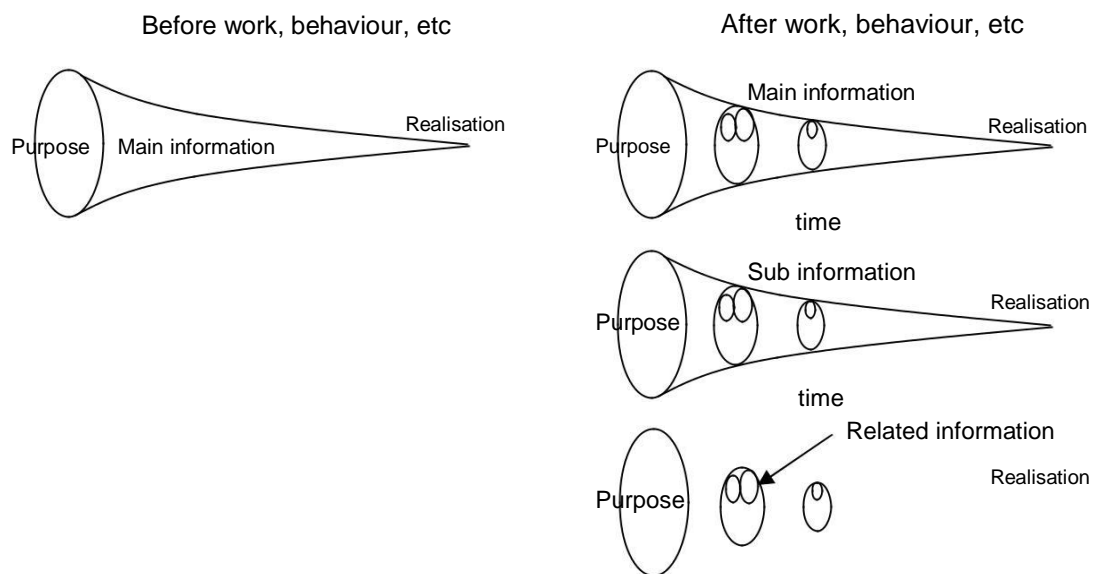 Before work, behaviour, etc
Purpose
Main information
Realisation
After work, behaviour, etc
Main information
Purpose
Realisation
time
Sub information
Purpose
Realisation
time
Related information
Purpose
Realisation